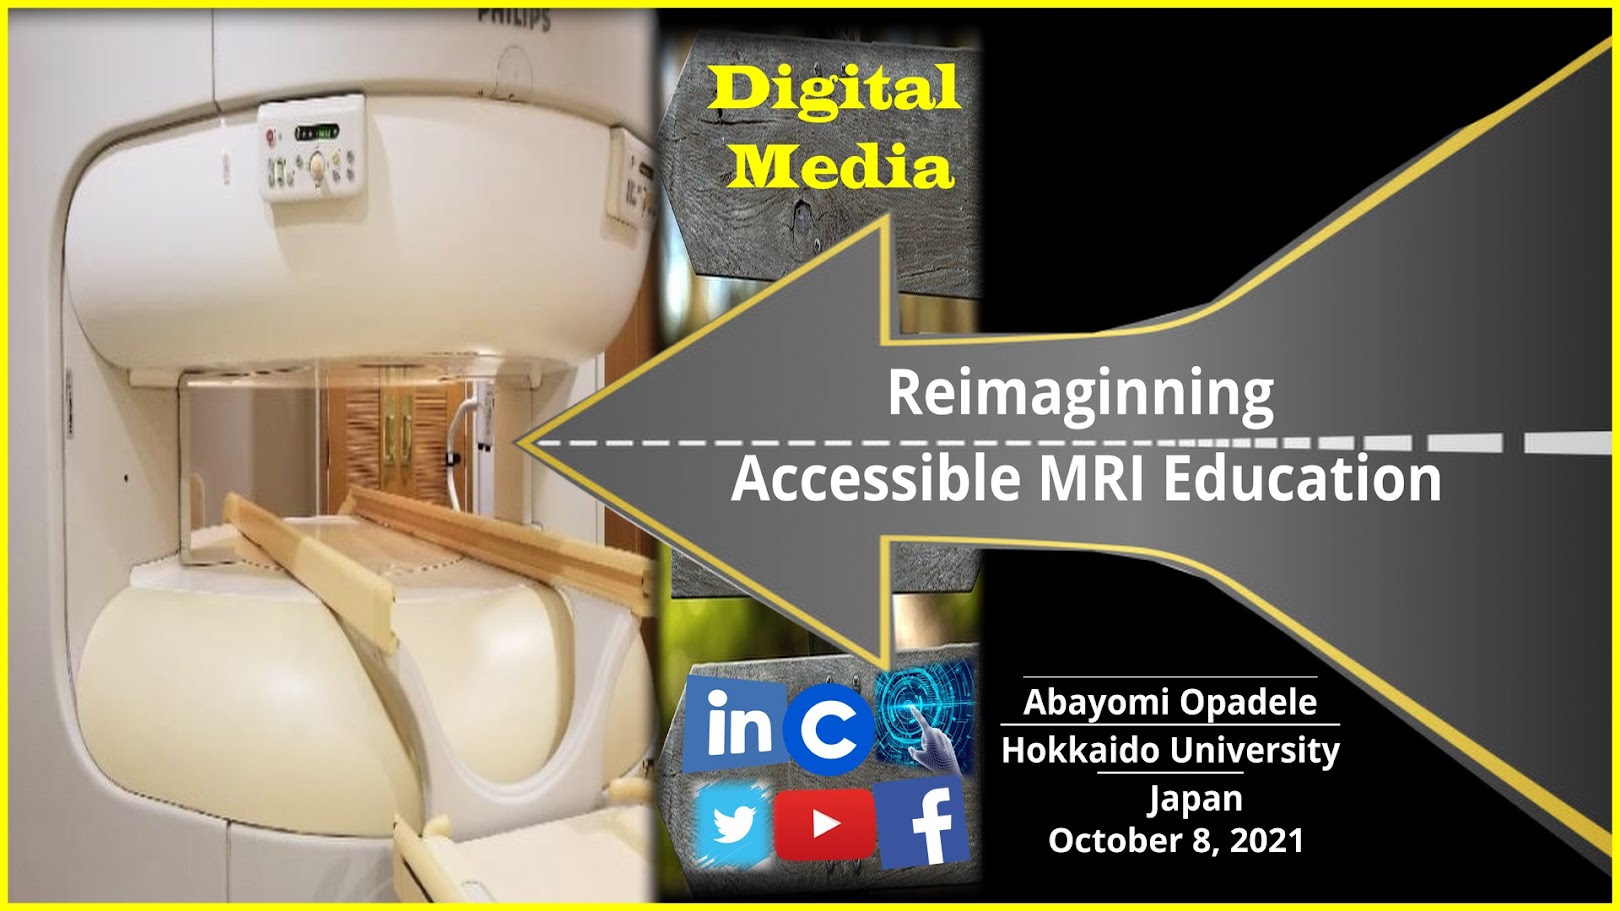 PHILIPS
Digital
Media
Reimaginning
Accessible MRI Education
in
C
f
Abayomi Opadele
Hokkaido University
Japan
October 8, 2021